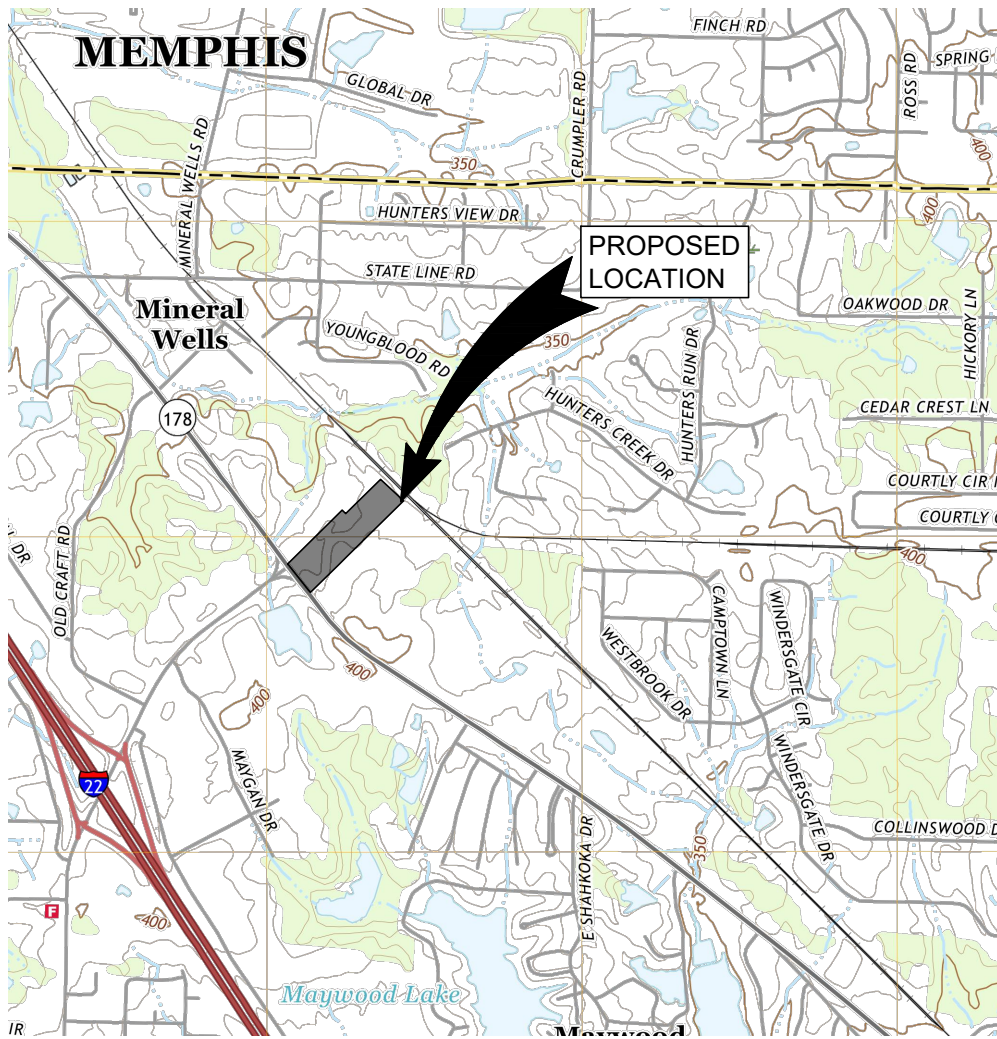 FINCH RD
MEMPHIS
SPRING
GLOBAL DR
CRUMPLER RD
ROSS RD
MINERAL WELLS RD
350
400
HUNTERS VIEW DR
400
PROPOSED
LOCATION
STATE LINE RD
OAKWOOD DR
HICKORY LN
Mineral
Wells
YOUNGBLOOD RD
350
HUNTERS RUN DR
HUNTERS CREEK DR
CEDAR CREST LN
178
COURTLY CIR
COURTLY
OLD CRAFT RD
DR
400
CAMPTOWN LN
WINDERSGATE CIR
WESTBROOK DR
400
400
22
MAYGAN DR
WINDERSGATE DR
COLLINSWOOD D
E SHAHKOKA DR
350
F
400
Maywood Lake
IR
Maywood